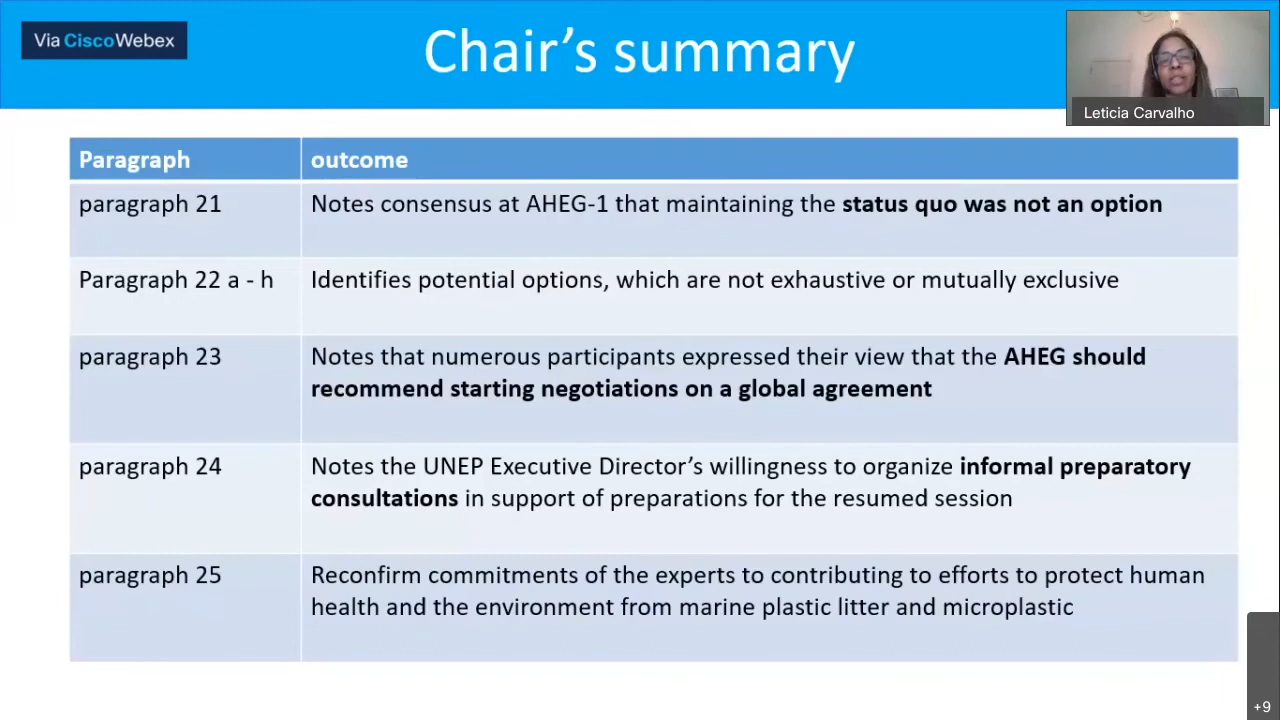 Via CiscoWebex
Chair’s summary
Leticia Carvalho
Paragraph outcome
paragraph 21 Notes consensus at AHEG-1 that maintaining the status quo was not an option
Paragraph 22 a - h Identifies potential options, which are not exhaustive or mutually exclusive
paragraph 23 Notes that numerous participants expressed their view that the AHEG should
recommend starting negotiations on a global agreement
paragraph 24 Notes the UNEP Executive Director’s willingness to organize informal preparatory
consultations in support of preparations for the resumed session
paragraph 25 Reconfirm commitments of the experts to contributing to efforts to protect human
health and the environment from marine plastic litter and microplastic
+9